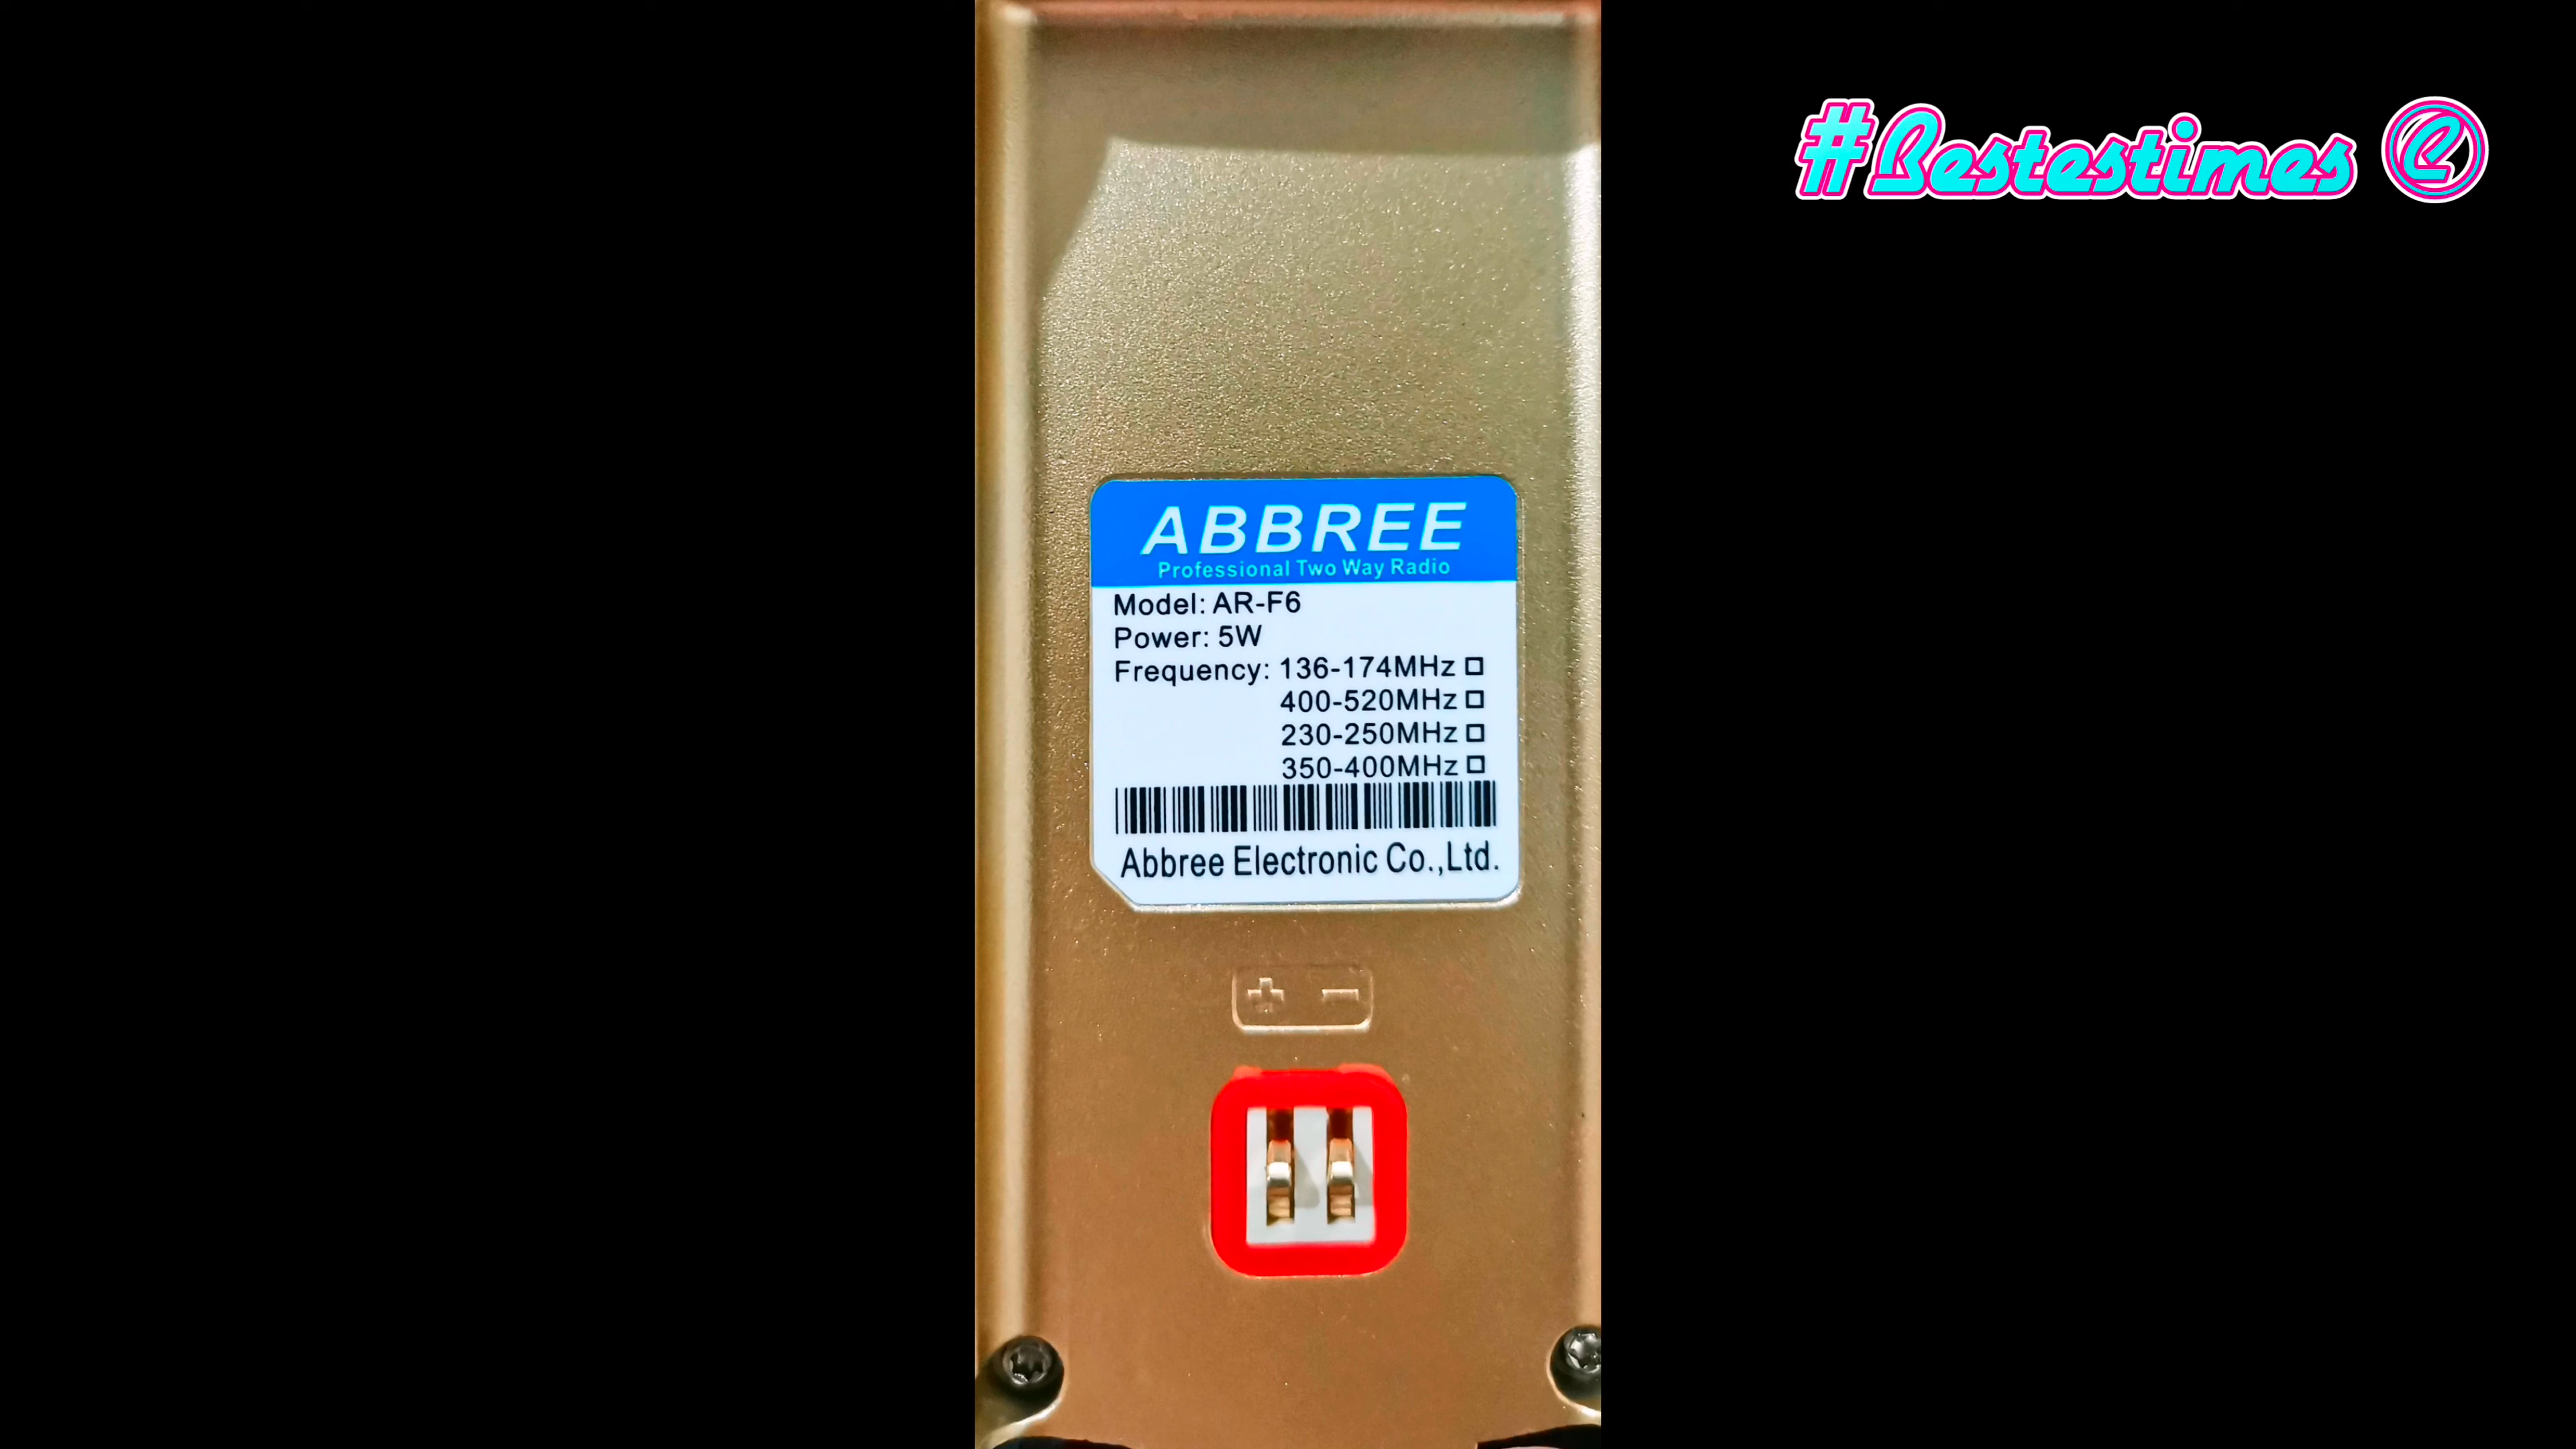 #Bestestimes @
ABBREE
Professional Two Way Radio
Model: AR-F6
Power: 5W
Frequency: 136-174MHz □
400-520MHz □
230-250MHz □
350-400MHz □
Abbree Electronic Co.,Ltd.
+ −